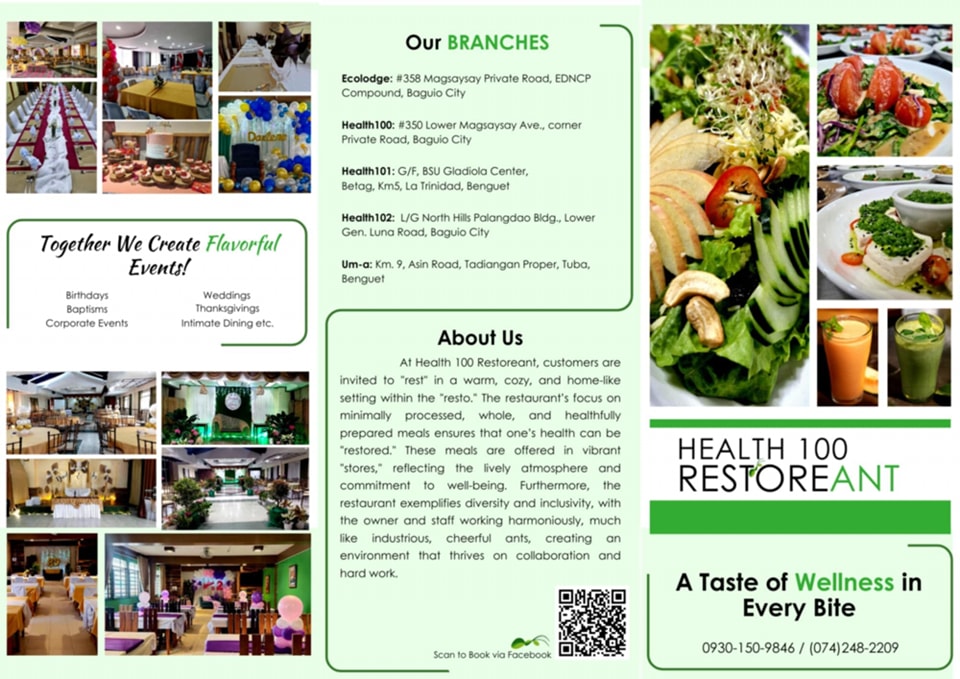 Together We Create Flavorful
Events!
Birthdays
Baptisms
Corporate Events
Weddings
Thanksgivings
Intimate Dining etc.
Our BRANCHES
Ecolodge: #358 Magsaysay Private Road, EDNCP
Compound, Baguio City
Health100: #350 Lower Magsaysay Ave., corner
Private Road, Baguio City
Health101: G/F, BSU Gladiola Center,
Betag, Km5, La Trinidad, Benguet
Health102: L/G North Hills Palangdao Bldg., Lower
Gen. Luna Road, Baguio City
Um-a: Km. 9, Asin Road, Tadiangan Proper, Tuba,
Benguet
About Us
At Health 100 Restoreant, customers are
invited to "rest" in a warm, cozy, and home-like
setting within the "resto." The restaurant's focus on
minimally processed, whole, and healthfully
prepared meals ensures that one's health can be
"restored." These meals are offered in vibrant
"stores," reflecting the lively atmosphere and
commitment to well-being. Furthermore, the
restaurant exemplifies diversity and inclusivity, with
the owner and staff working harmoniously, much
like industrious, cheerful ants, creating an
environment that thrives on collaboration and
hard work.
Scan to Book via Facebook
HEALTH 100
RESTOREANT
A Taste of Wellness in
Every Bite
0930-150-9846 / (074)248-2209